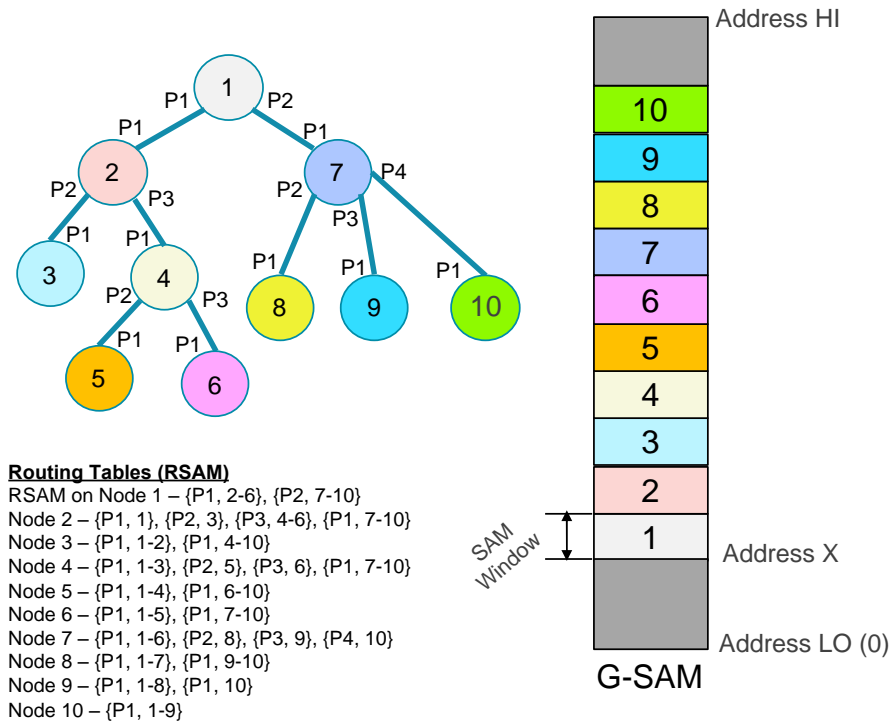 Address HI
1
P1
P2
P1
P1
2
7
P4
P2
P3
P2
P3
P1
P1
3
4
P1
P1
P1
P2
P3
8
9
10
P1
P1
5
6
10
9
8
7
6
5
4
3
2
1
SAM
Window
Address X
Address LO (0)
G-SAM
Routing Tables (RSAM)
RSAM on Node 1 – {P1, 2-6}, {P2, 7-10}
Node 2 – {P1, 1}, {P2, 3}, {P3, 4-6}, {P1, 7-10}
Node 3 – {P1, 1-2}, {P1, 4-10}
Node 4 – {P1, 1-3}, {P2, 5}, {P3, 6}, {P1, 7-10}
Node 5 – {P1, 1-4}, {P1, 6-10}
Node 6 – {P1, 1-5}, {P1, 7-10}
Node 7 – {P1, 1-6}, {P2, 8}, {P3, 9}, {P4, 10}
Node 8 – {P1, 1-7}, {P1, 9-10}
Node 9 – {P1, 1-8}, {P1, 10}
Node 10 – {P1, 1-9}